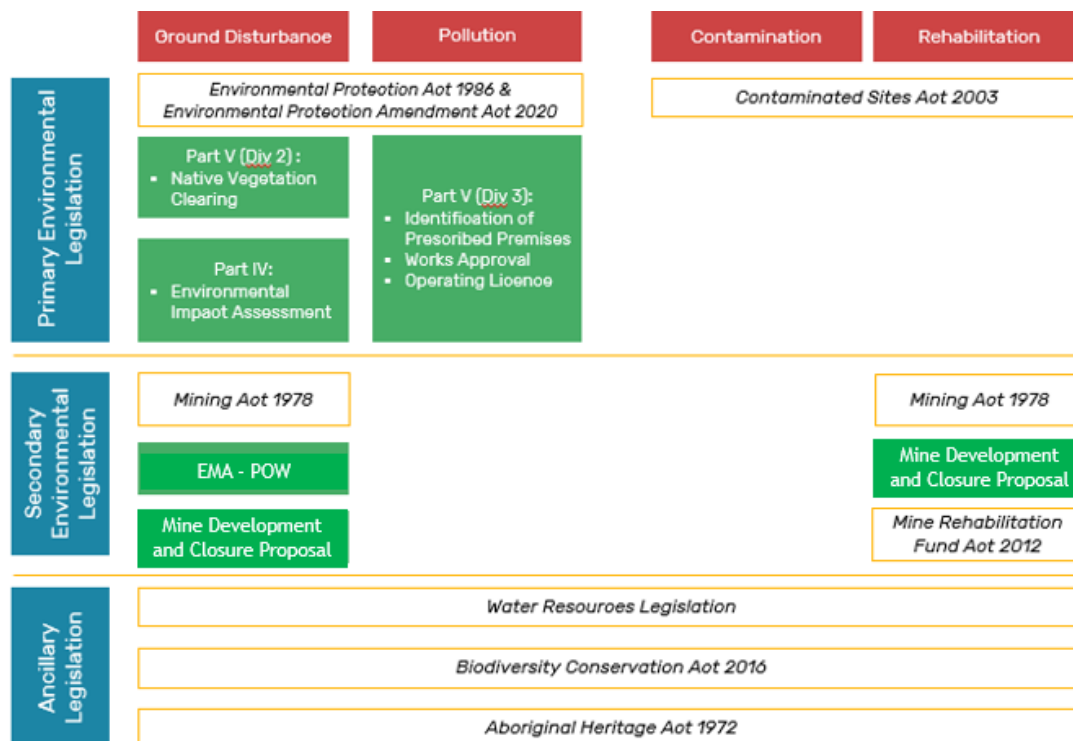 Ground Disturbanoe
Pollution
Contamination
Rehabilitation
Primary Environmental
Legislation
Environmental Proteotion Aot 1986 &
Environmental Proteotion Amendment Aot 2020
Contaminated Sites Aot 2003
Part V (Div 2) :
▪ Native Vegetation
Clearing
Part IV:
▪ Environmental
Impaot Assessment
Part V (Div 3):
▪ Identifioation of
Presoribed Premises
▪ Works Approval
▪ Operating Lioenoe
Secondary
Environmental
Legislation
Mining Aot 1978
EMA - POW
Mine Development
and Closure Proposal
Mining Aot 1978
Mine Development
and Closure Proposal
Mine Rehabilitation
Fund Aot 2012
Ancillary
Legislation
Water Resouroes Legislation
Biodiversity Conservation Aot 2016
Aboriginal Heritage Aot 1972